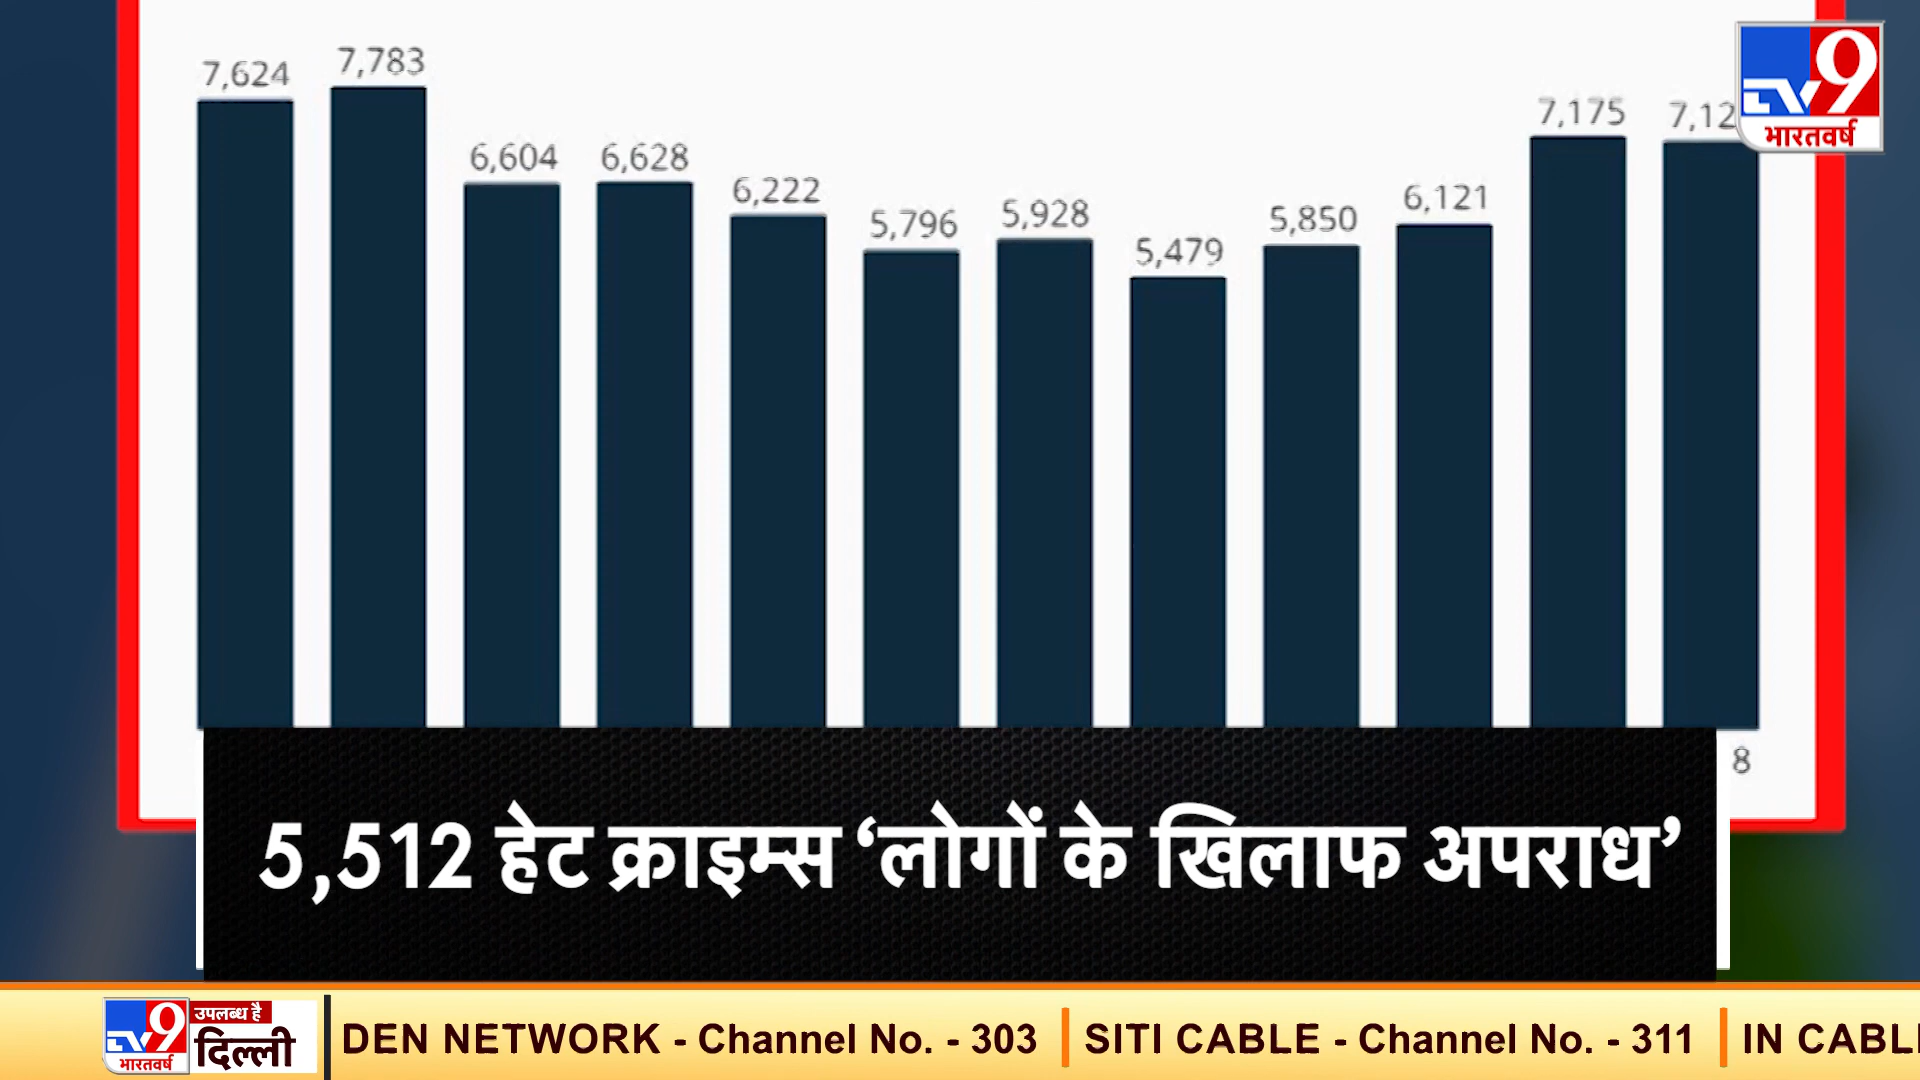 7,624
7,783
6,604
6,628
6,222
5,796
5,928
5,479
5,850
6,121
7,175
TV9
भारतवर्ष
8
5,512 हेट क्राइम्स ‘लोगों के खिलाफ अपराध’
TV9 भारतवर्ष
उपलब्ध है
दिल्ली
DEN NETWORK - Channel No. - 303 | SITI CABLE - Channel No. - 311 | IN